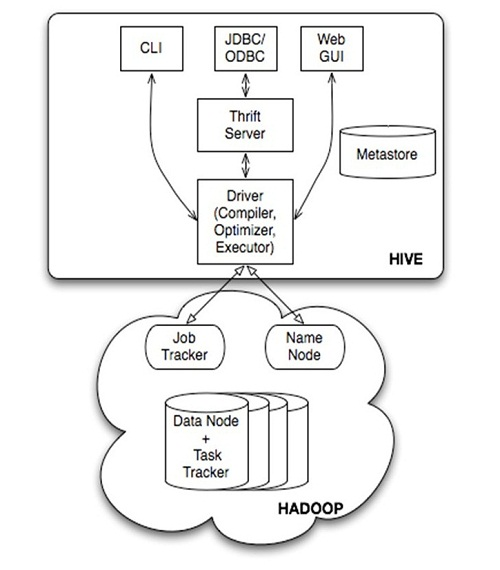 CLI
JDBC/
ODBC
Web
GUI
Thrift
Server
Metastore
Driver
(Compiler,
Optimizer,
Executor)
HIVE
Job
Tracker
Name
Node
Data Node
+
Task
Tracker
HADOOP